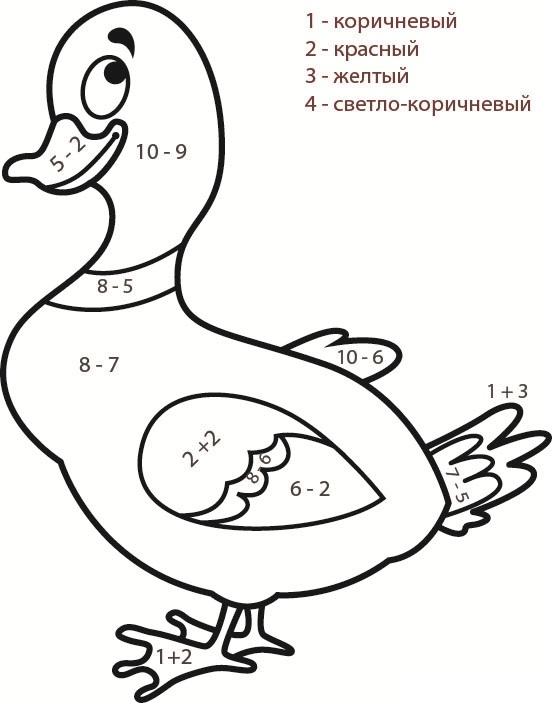 1 - коричневый
2 - красный
3 - желтый
4 - светло-коричневый
5 - 2
10 - 9
8 - 5
8 - 7
10 - 6
1 + 3
2 +2
8 - 6
6 - 2
7 - 5
1+2